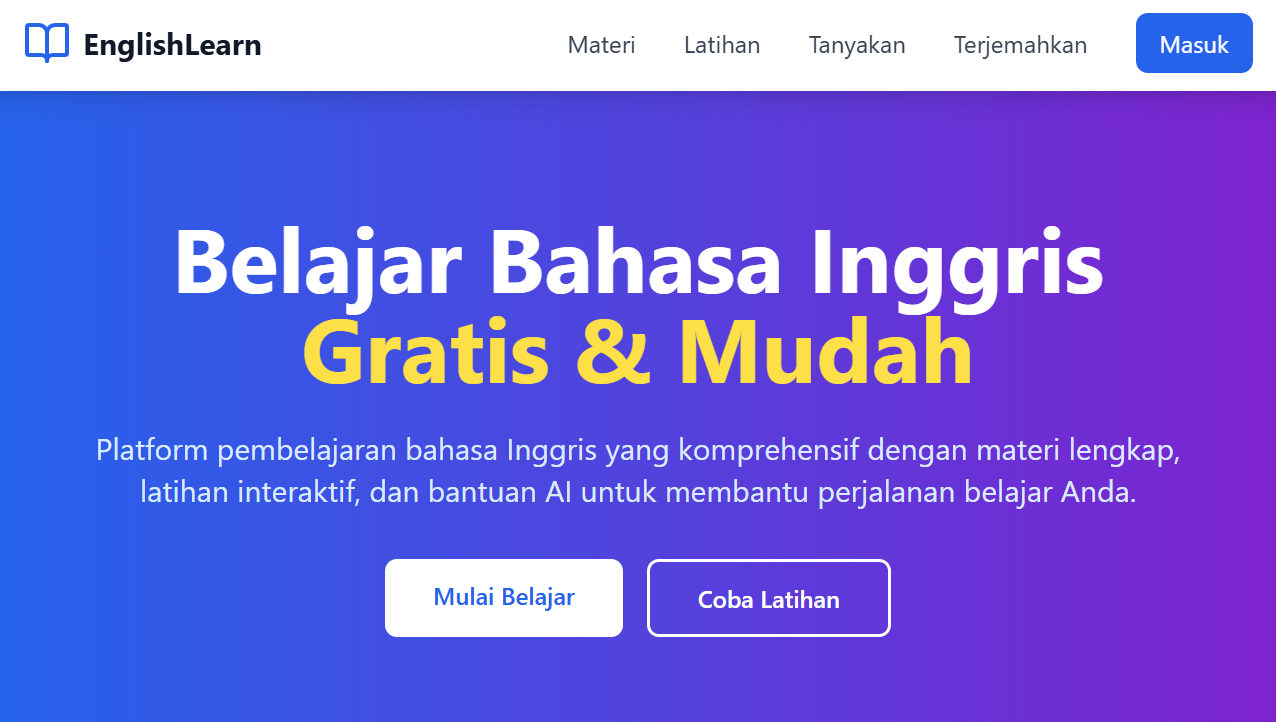 EnglishLearn
Materi
Latihan
Tanyakan
Terjemahkan
Masuk
Belajar Bahasa Inggris
Gratis & Mudah
Platform pembelajaran bahasa Inggris yang komprehensif dengan materi lengkap,
latihan interaktif, dan bantuan AI untuk membantu perjalanan belajar Anda.
Mulai Belajar
Coba Latihan